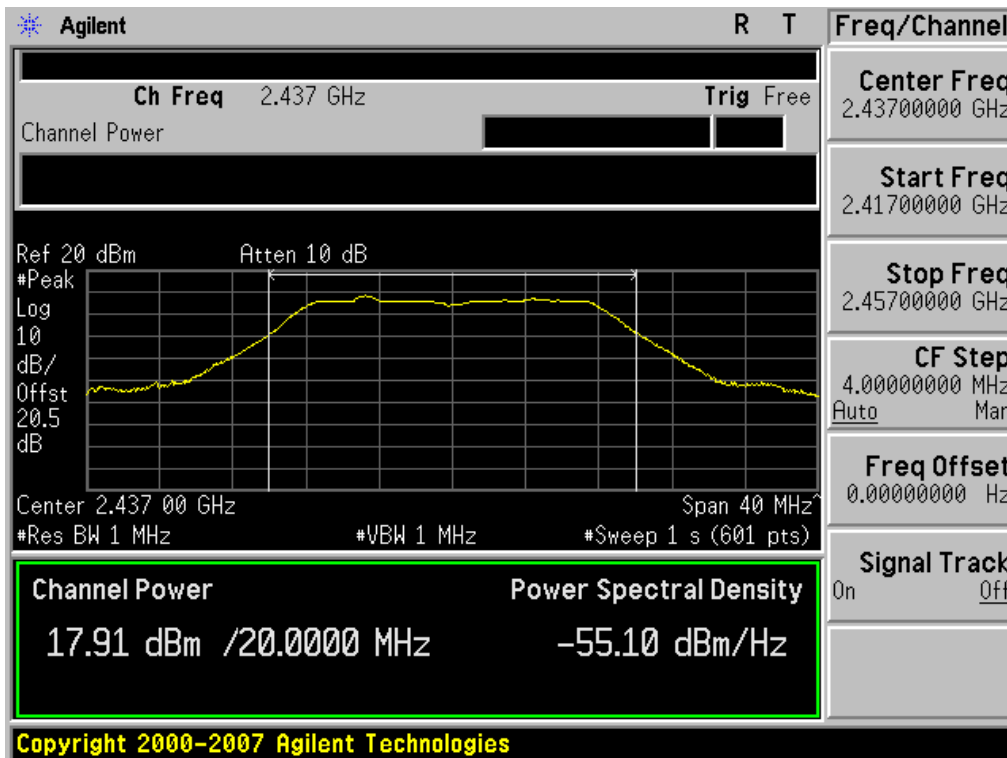 Agilent R T Freq/Channel
Ch Freq 2.437 GHz Trig Free
Channel Power
Center Freq
2.43700000 GHz
Start Freq
2.41700000 GHz
Stop Freq
2.45700000 GHz
CF Step
4.00000000 MHz
Auto Man
Freq Offset
0.00000000 Hz
Signal Track
On Off
Ref 20 dBm Atten 10 dB
#Peak
Log
10
dB/
Offst
20.5
dB
Center 2.437 00 GHz Span 40 MHz^
#Res BW 1 MHz #VBW 1 MHz #Sweep 1 s (601 pts)
Channel Power Power Spectral Density
17.91 dBm /20.0000 MHz -55.10 dBm/Hz
Copyright 2000-2007 Agilent Technologies